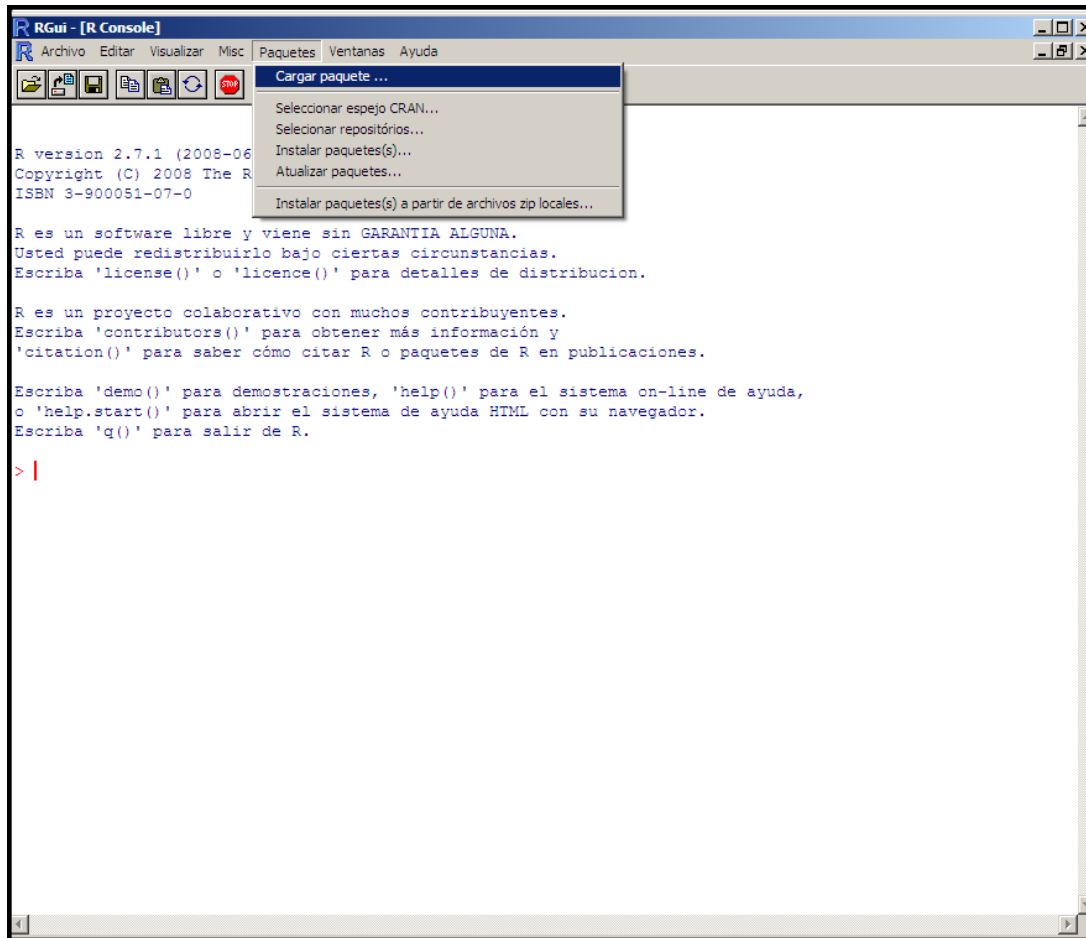 RGui - [R Console]
Archivo Editar Visualizar Misc Paquetes Ventanas Ayuda
STOP
Cargar paquete ...
Seleccionar espejo CRAN...
Selecionar repositórios...
Instalar paquetes(s)...
Atualizar paquetes...
Instalar paquetes(s) a partir de archivos zip locales...
R version 2.7.1 (2008-06
Copyright (C) 2008 The R
ISBN 3-900051-07-0
R es un software libre y viene sin GARANTIA ALGUNA.
Usted puede redistribuirlo bajo ciertas circunstancias.
Escriba 'license()' o 'licence()' para detalles de distribucion.
R es un proyecto colaborativo con muchos contribuyentes.
Escriba 'contributors()' para obtener más información y
'citation()' para saber cómo citar R o paquetes de R en publicaciones.
Escriba 'demo()' para demostraciones, 'help()' para el sistema on-line de ayuda,
o 'help.start()' para abrir el sistema de ayuda HTML con su navegador.
Escriba 'q()' para salir de R.
>